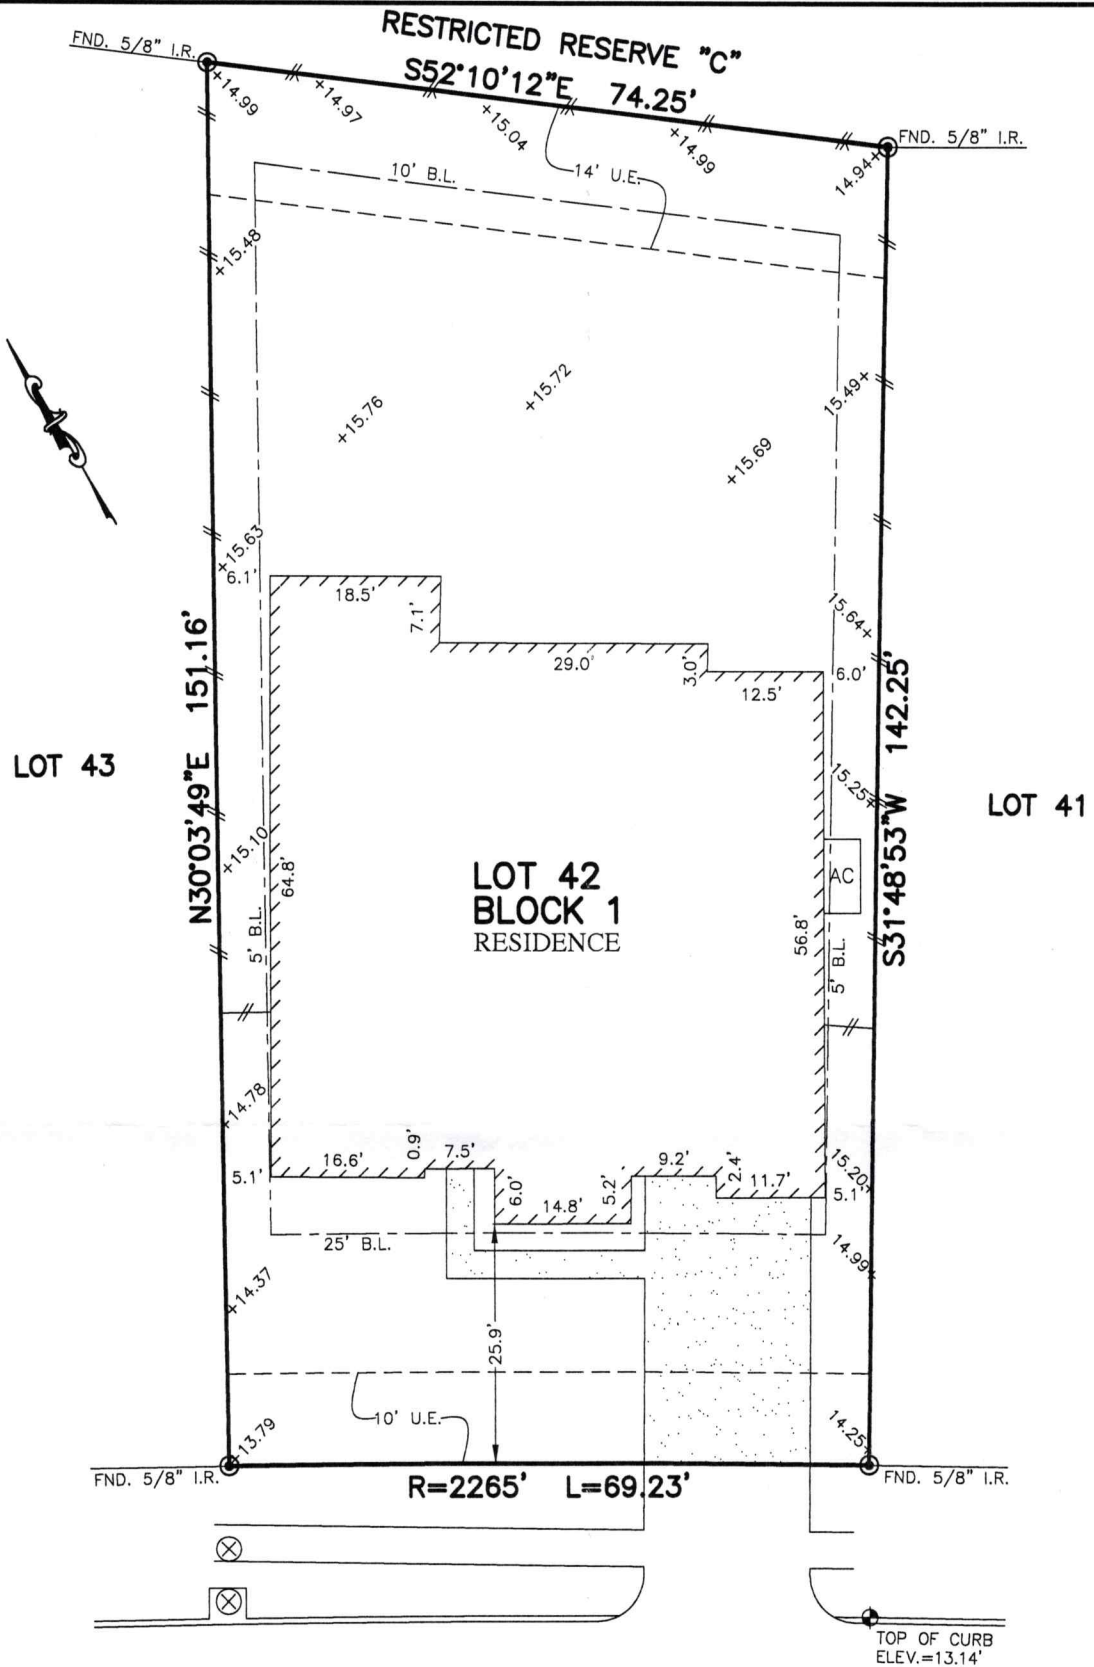 RESTRICTED RESERVE "C"
FND. 5/8" I.R.
S52°10'12"E 74.25'
+14.99
+14.97
+15.04
+14.99
14.94+
FND. 5/8" I.R.
10' B.L.
14' U.E.
+15.48
+15.76
+15.72
15.49+
+15.69
+15.63
6.1'
18.5'
7.1'
29.0'
3.0'
12.5'
15.64+
6.0'
N30°03'49"E 151.16'
S31°48'53"W 142.25'
LOT 43
LOT 41
15.25+
+15.10
64.8'
LOT 42
BLOCK 1
RESIDENCE
AC
56.8'
5' B.L.
5' B.L.
+14.78
5.1'
16.6'
0.9'
7.5'
6.0'
14.8'
5.2'
9.2'
2.4'
11.7'
15.20+
5.1'
25' B.L.
14.99+
+14.37
25.9'
10' U.E.
+13.79
14.25+
FND. 5/8" I.R.
R=2265' L=69.23'
FND. 5/8" I.R.
TOP OF CURB
ELEV.=13.14'